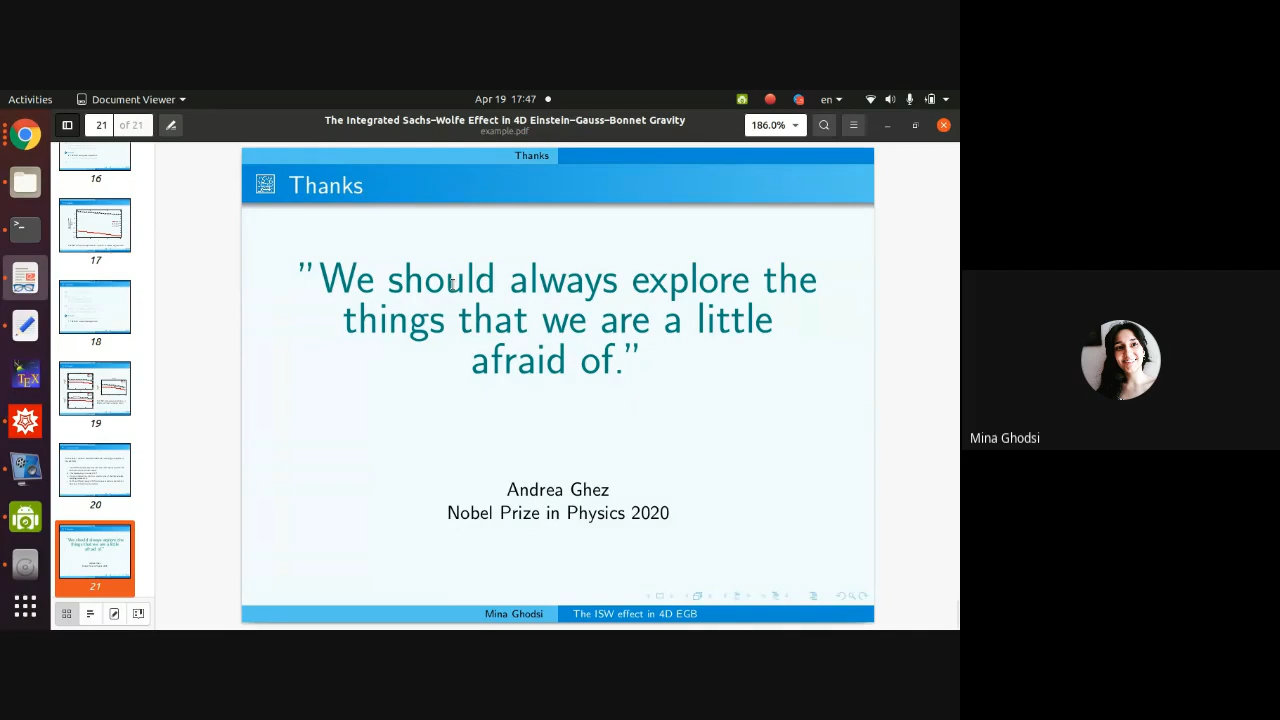 Activities
Document Viewer
Apr 19 17:47
en
21 of 21
The Integrated Sachs–Wolfe Effect in 4D Einstein–Gauss–Bonnet Gravity
example.pdf
186.0%
Thanks
Thanks
”We should always explore the
things that we are a little
afraid of.”
Andrea Ghez
Nobel Prize in Physics 2020
Mina Ghodsi
The ISW effect in 4D EGB
16
17
18
19
20
21
TEX
Mina Ghodsi